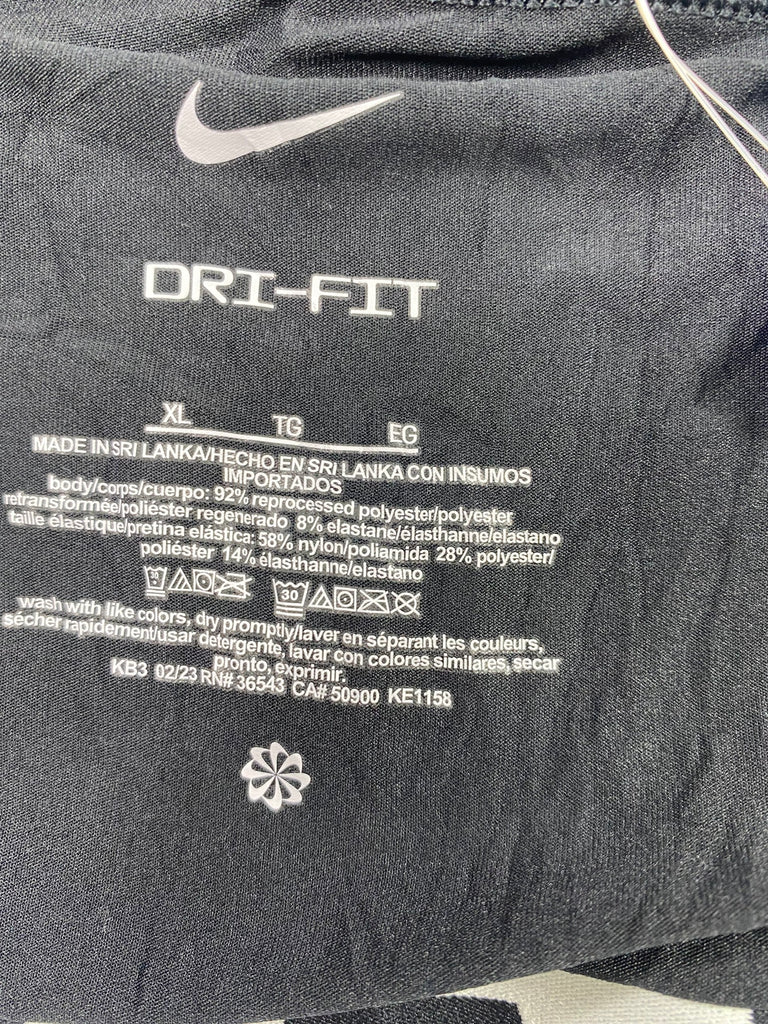 DRI-FIT
XL TG EG
MADE IN SRI LANKA/HECHO EN SRI LANKA CON INSUMOS
IMPORTADOS
body/corps/cuerpo: 92% reprocessed polyester/polyester
retransformée/poliéster regenerado 8% elastane/élasthanne/elastano
taille élastique/pretina elástica: 58% nylon/poliamida 28% polyester/
poliéster 14% élasthanne/elastano
30 30
wash with like colors, dry promptly/laver en séparant les couleurs,
sécher rapidement/usar detergente, lavar con colores similares, secar
pronto, exprimir.
KB3 02/23 RN# 36543 CA# 50900 KE1158